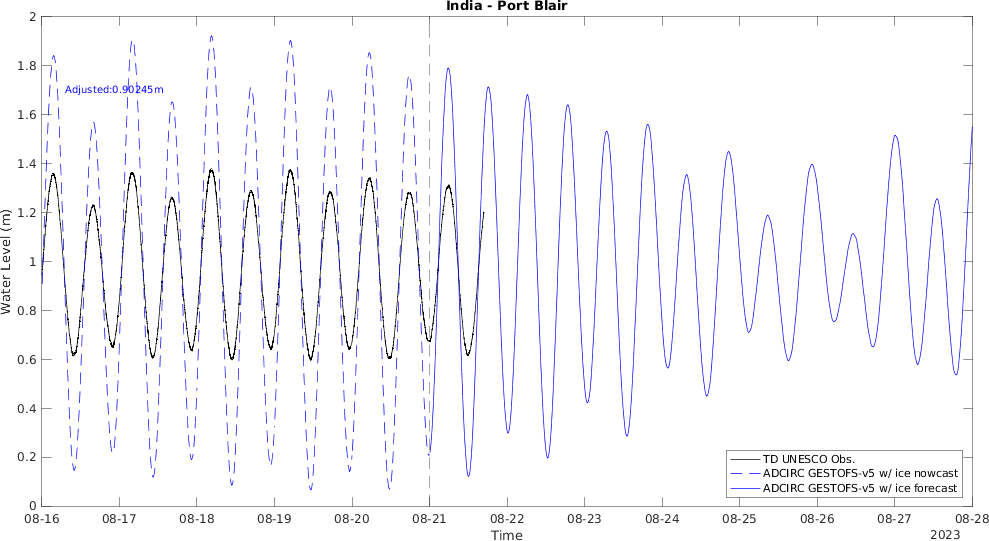 India - Port Blair
2
1.8
Adjusted:0.90245m
1.6
1.4
1.2
1
0.8
0.6
0.4
0.2
0
Water Level (m)
TD UNESCO Obs.
ADCIRC GESTOFS-v5 w/ ice nowcast
ADCIRC GESTOFS-v5 w/ ice forecast
08-16 08-17 08-18 08-19 08-20 08-21 08-22 08-23 08-24 08-25 08-26 08-27 08-28
Time
2023